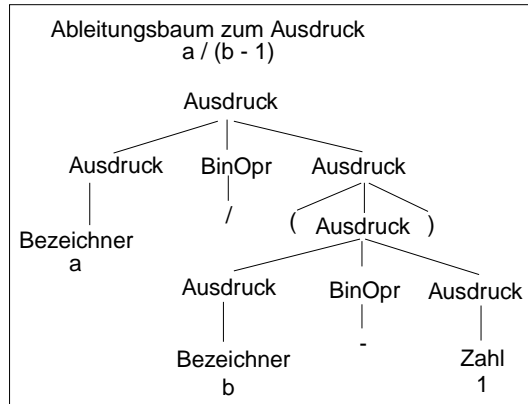 Ableitungsbaum zum Ausdruck
a / (b - 1)
Ausdruck
Ausdruck BinOpr Ausdruck
/ ( Ausdruck )
Bezeichner
a
Ausdruck BinOpr Ausdruck
-
Bezeichner Zahl
b 1